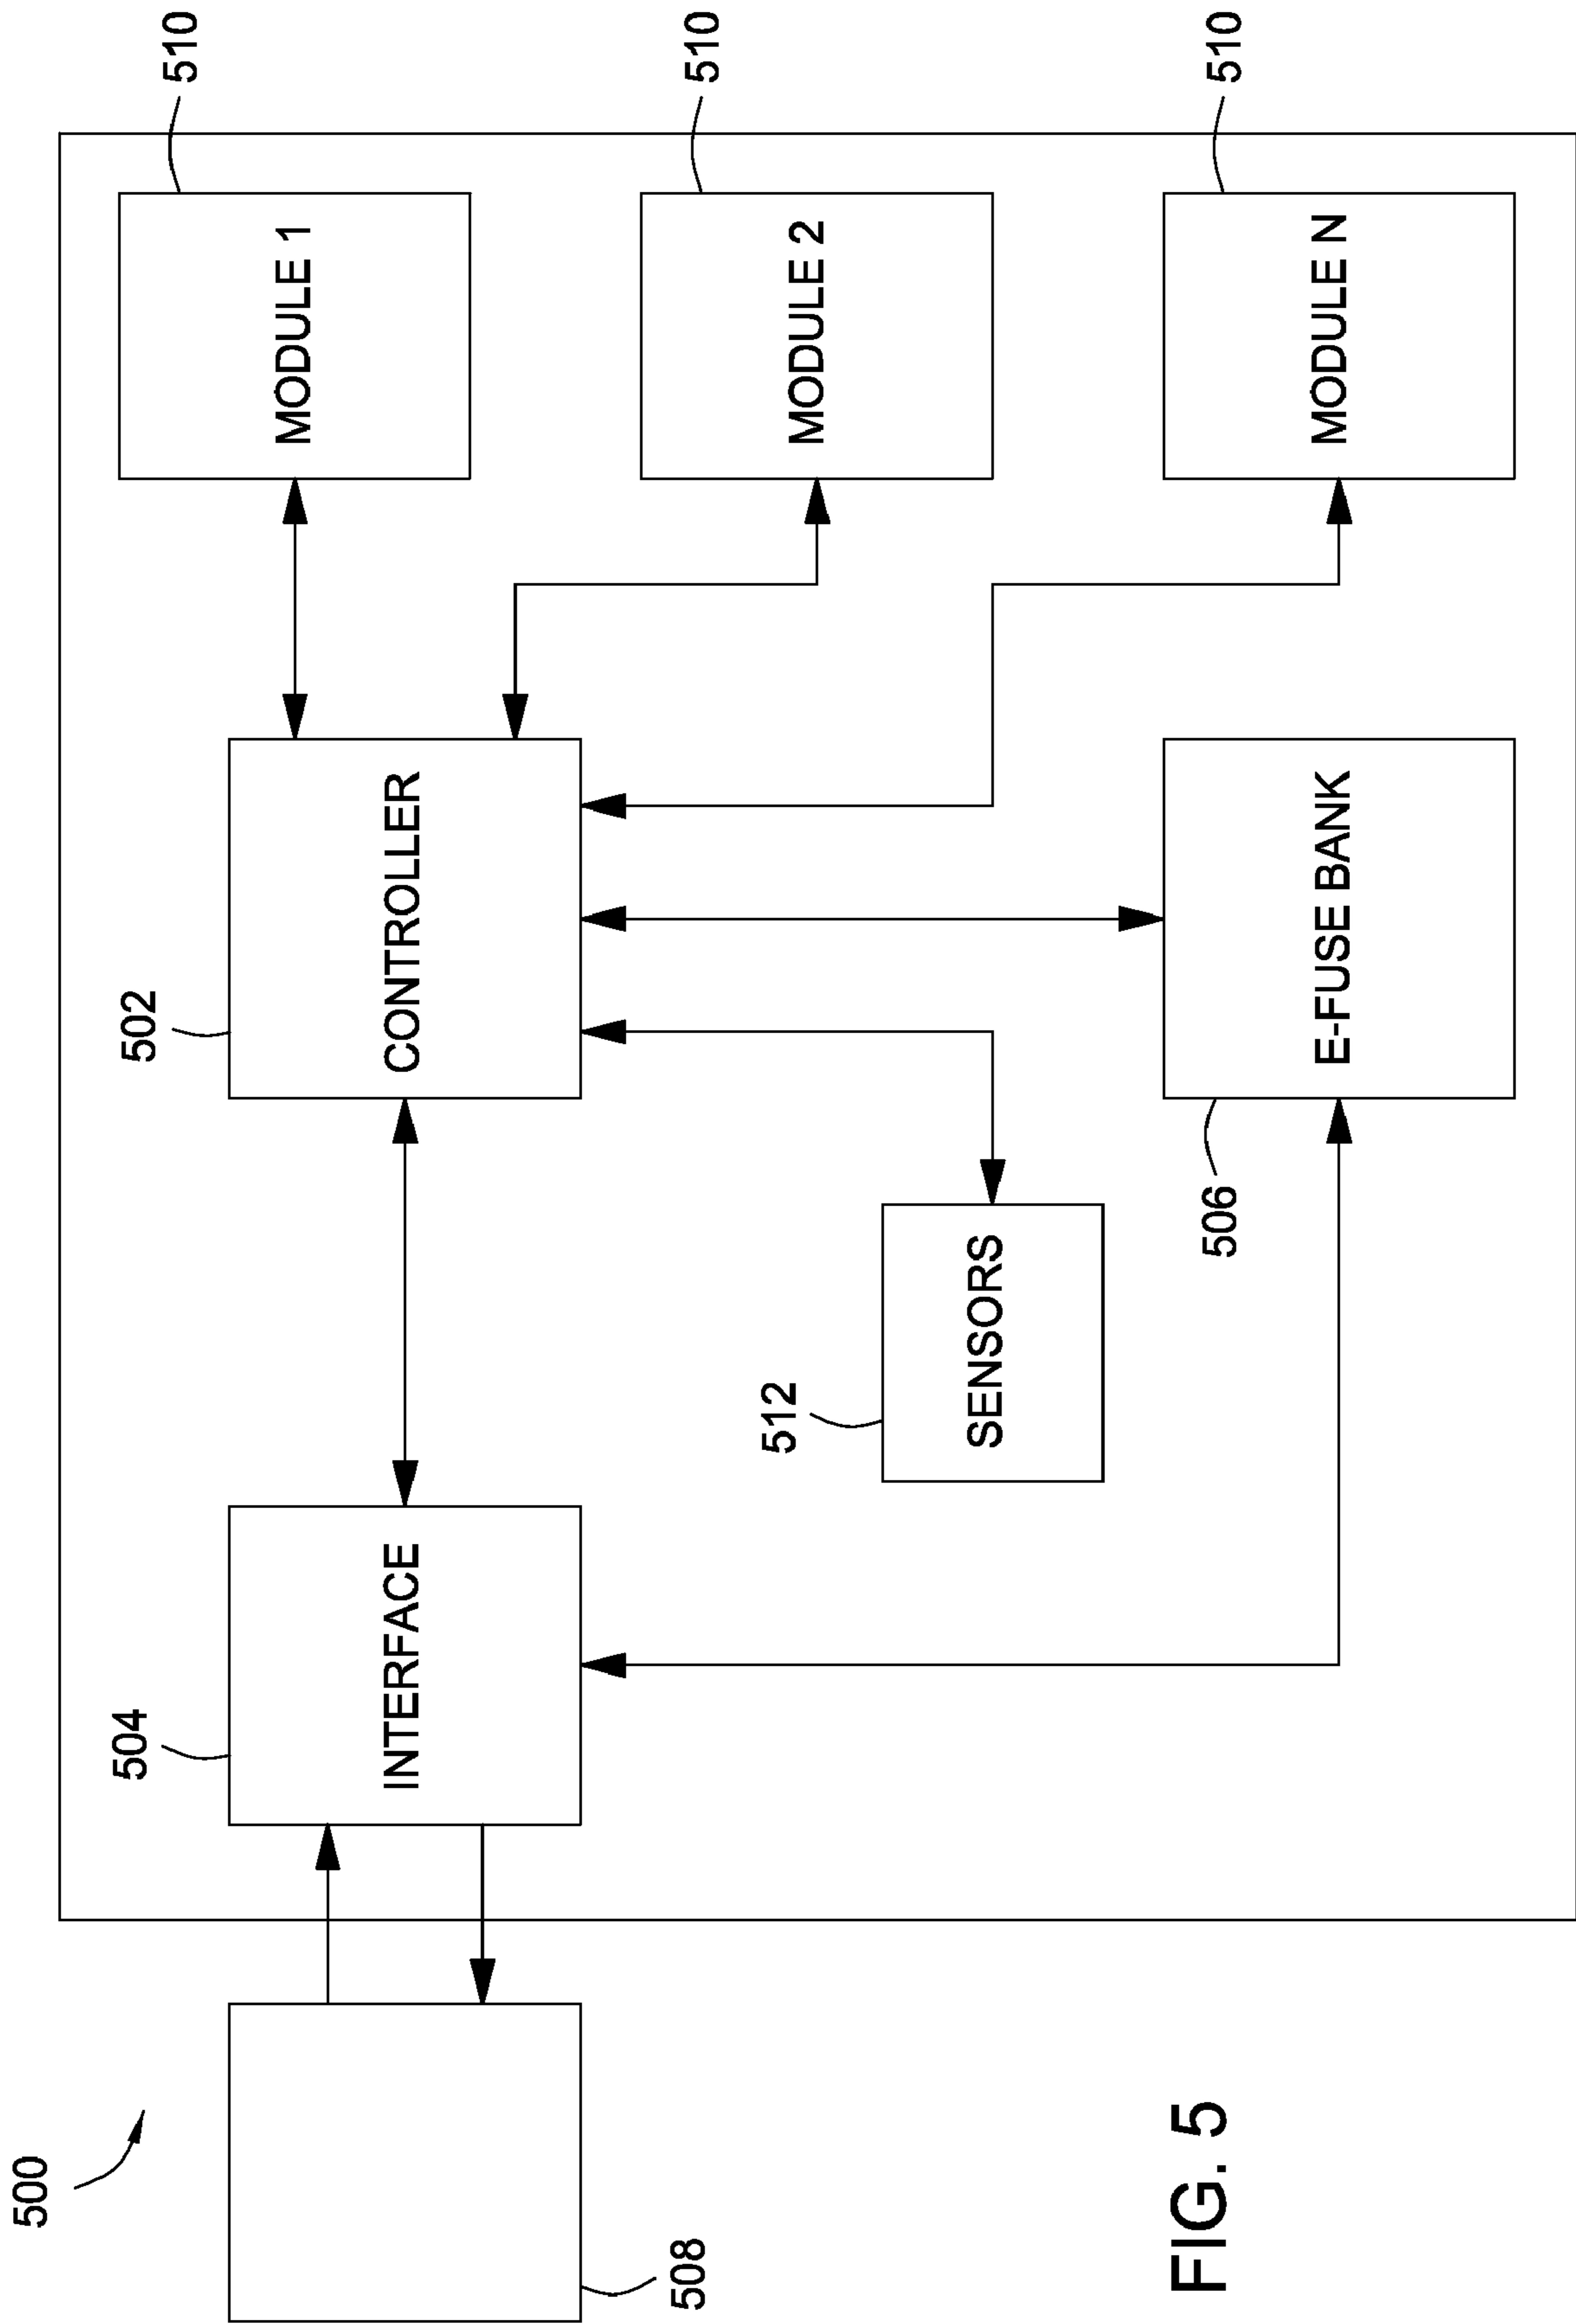 500
508
504
INTERFACE
502
CONTROLLER
MODULE 1
510
MODULE 2
510
512
SENSORS
506
E-FUSE BANK
MODULE N
510
FIG. 5